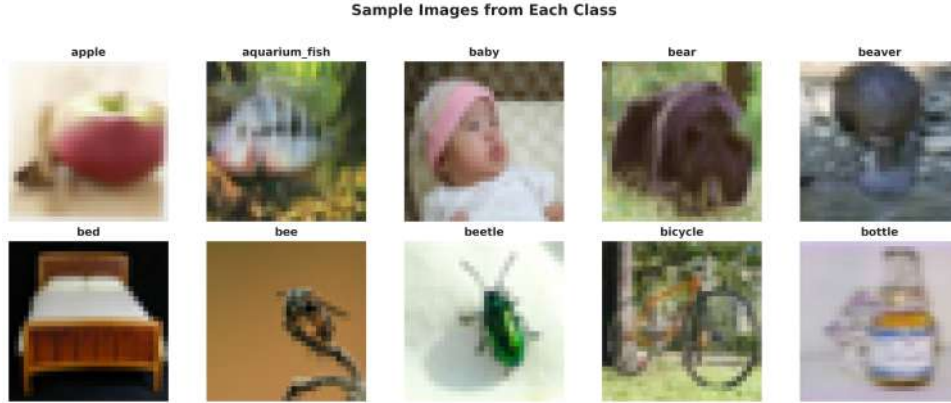 Sample Images from Each Class
apple aquarium_fish baby bear beaver
bed bee beetle bicycle bottle